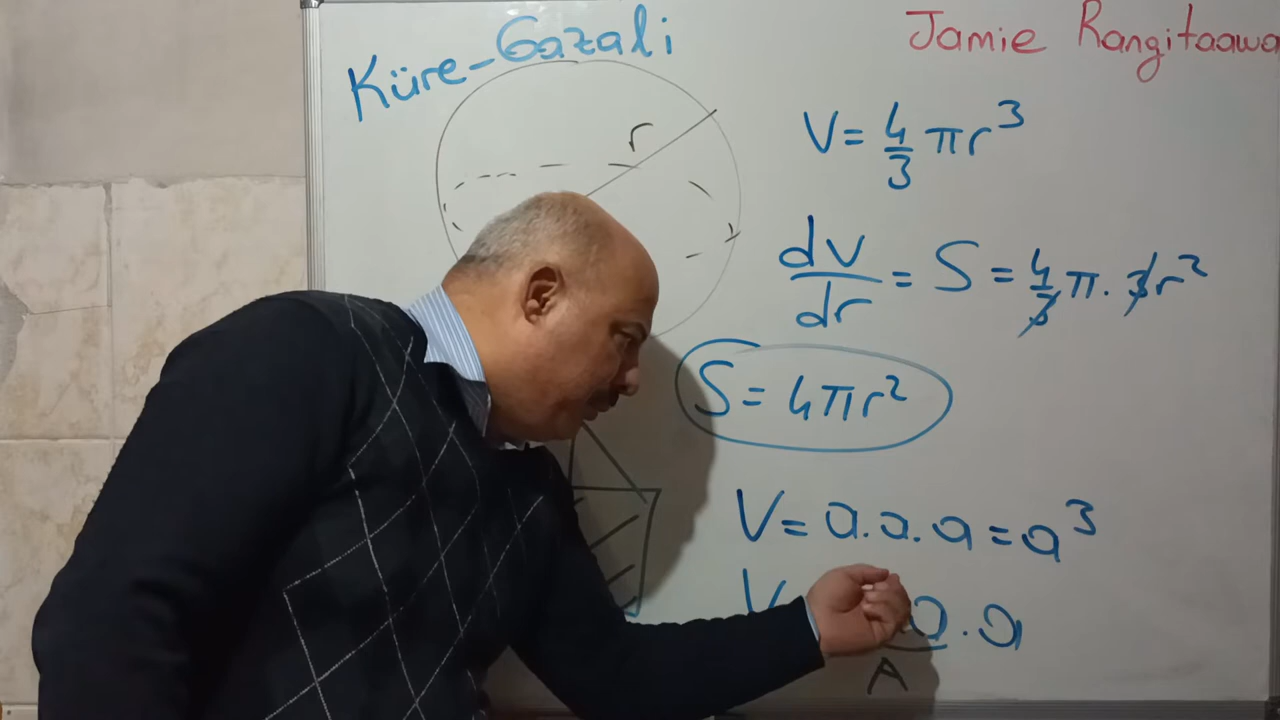 Küre-Gazali
Jamie Rangitaawa
r
V = 4/3 πr³
dV/dr = S = 4/3 π. 3r²
S = 4πr²
V = a.a.a = a³
V a.a
A